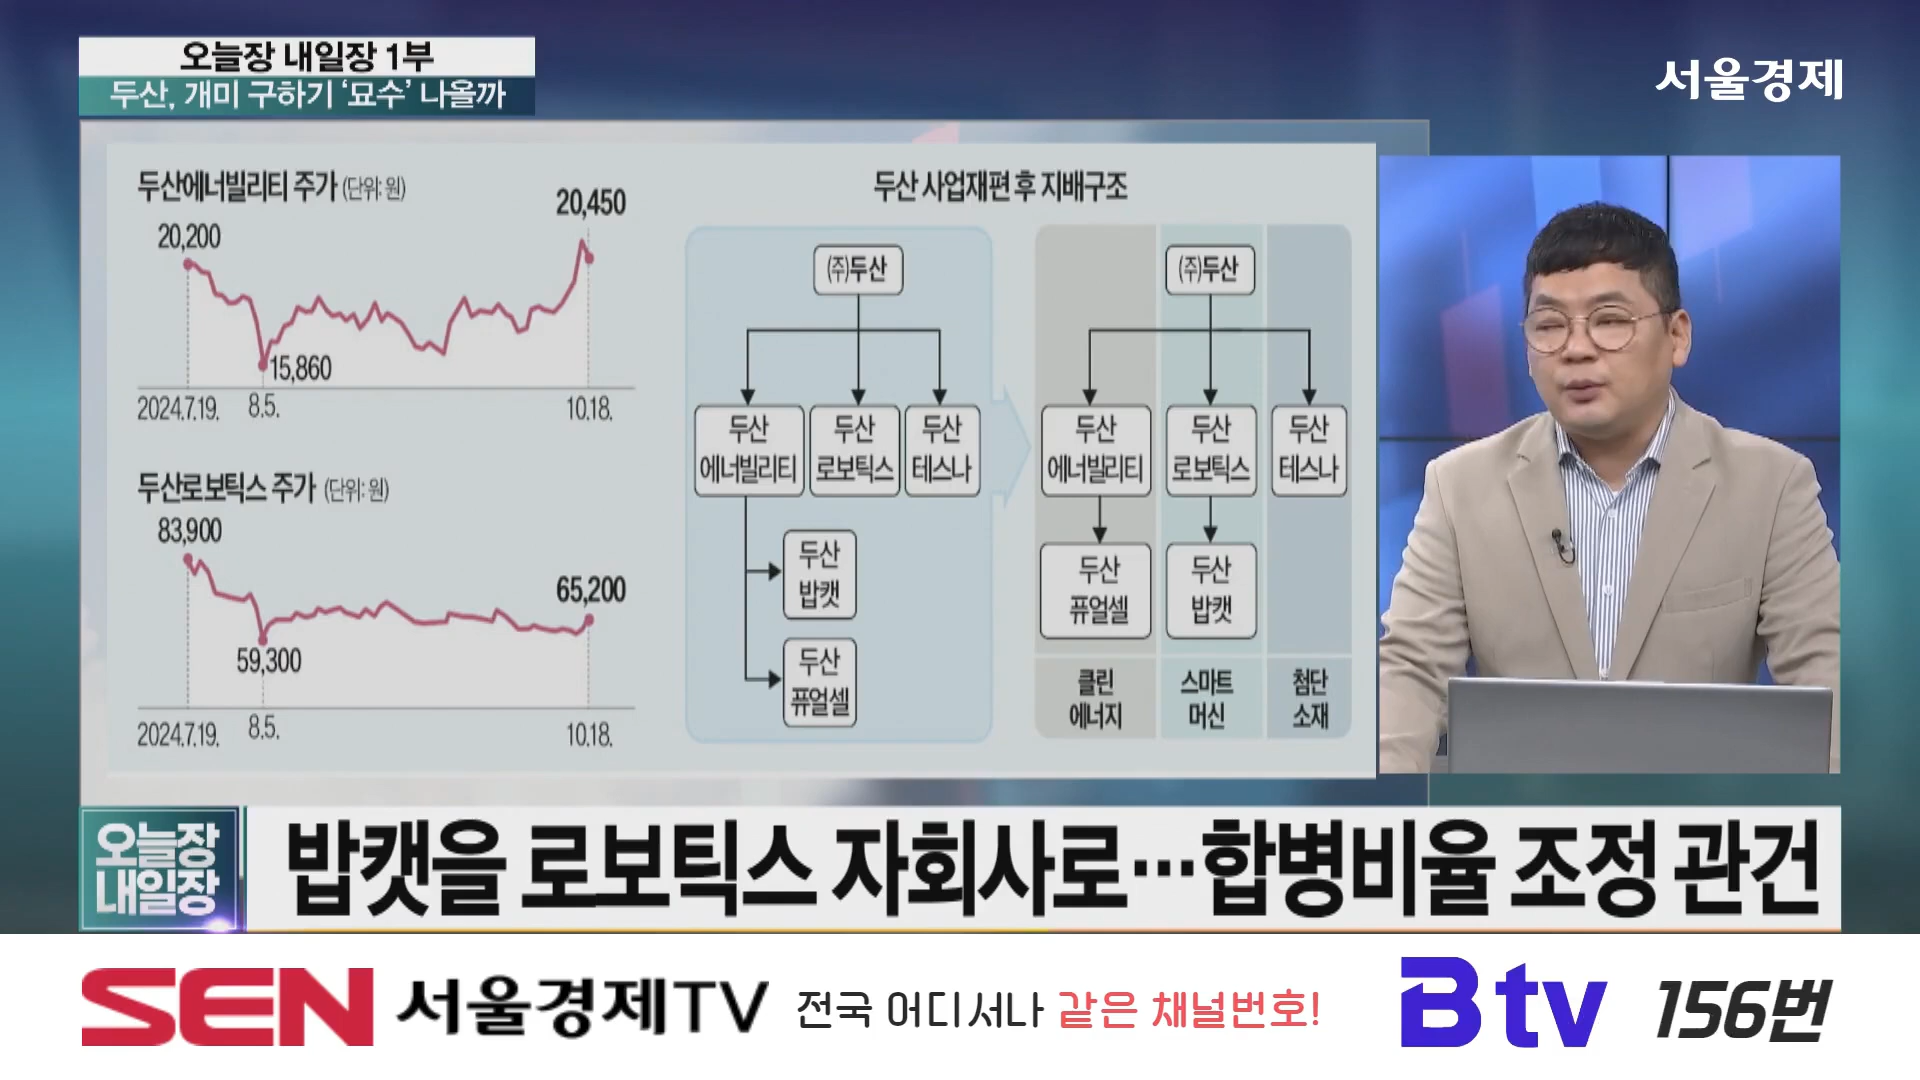 오늘장 내일장 1부
두산, 개미 구하기 ‘묘수’ 나올까
서울경제
두산에너빌리티 주가 (단위: 원)
20,200
20,450
15,860
2024.7.19.
8.5.
10.18.
두산로보틱스 주가 (단위: 원)
83,900
65,200
59,300
2024.7.19.
8.5.
10.18.
두산 사업재편 후 지배구조
㈜두산
두산
에너빌리티
두산
로보틱스
두산
테스나
두산
밥캣
두산
퓨얼셀
㈜두산
두산
에너빌리티
두산
로보틱스
두산
테스나
두산
퓨얼셀
두산
밥캣
클린
에너지
스마트
머신
첨단
소재
오늘장
내일장
밥캣을 로보틱스 자회사로…합병비율 조정 관건
SEN 서울경제TV 전국 어디서나 같은 채널번호! B tv 156번